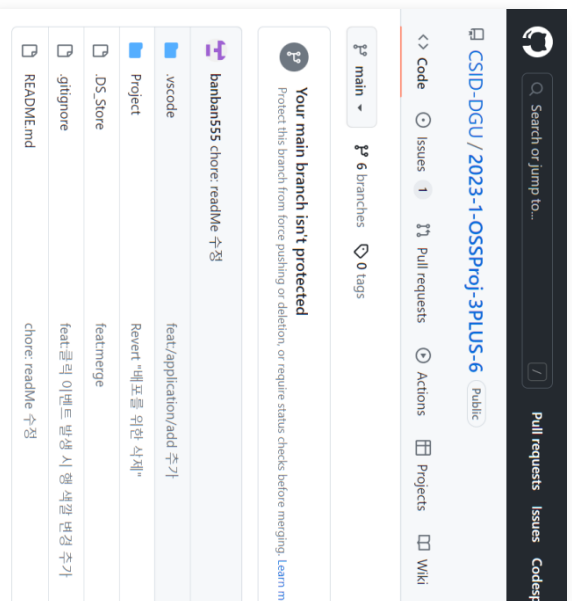 Search or jump to... / Pull requests Issues Codesp
CSID-DGU / 2023-1-OSSProj-3PLUS-6 Public
<> Code Issues 1 Pull requests Actions Projects Wiki
main 6 branches 0 tags
Your main branch isn't protected
Protect this branch from force pushing or deletion, or require status checks before merging. Learn m
banban555 chore: readMe 수정
.vscode feat:/application/add 추가
Project Revert "배포를 위한 삭제"
.DS_Store feat:merge
.gitignore feat:클릭 이벤트 발생 시 행 색깔 변경 추가
README.md chore: readMe 수정